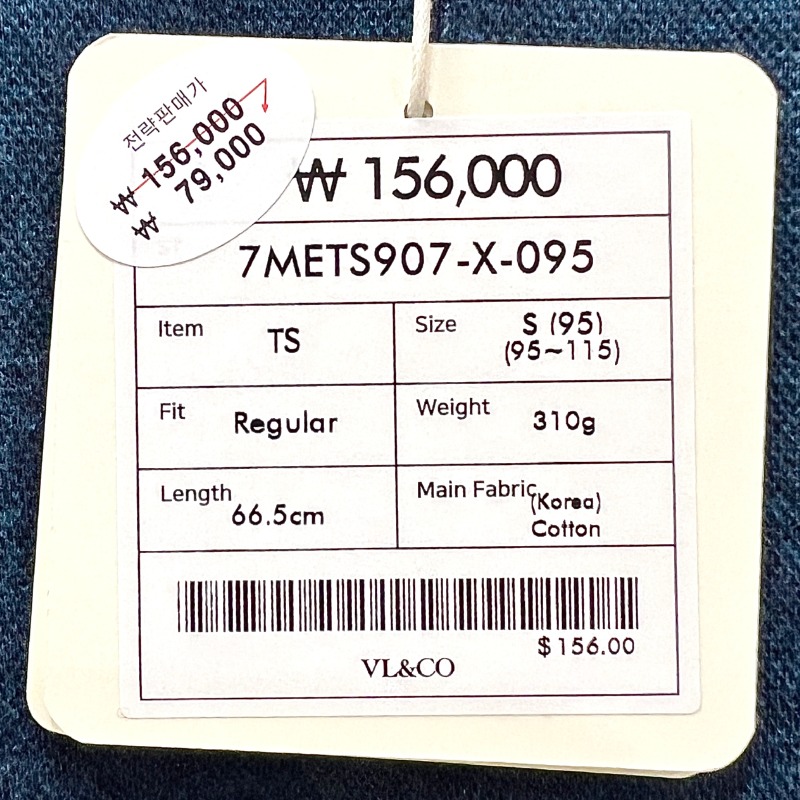 전략판매가
₩ 156,000
₩ 79,000
₩ 156,000
7METS907-X-095
Item TS
Size S (95)
(95~115)
Fit Regular
Weight 310g
Length 66.5cm
Main Fabric (Korea)
Cotton
$156.00
VL&CO